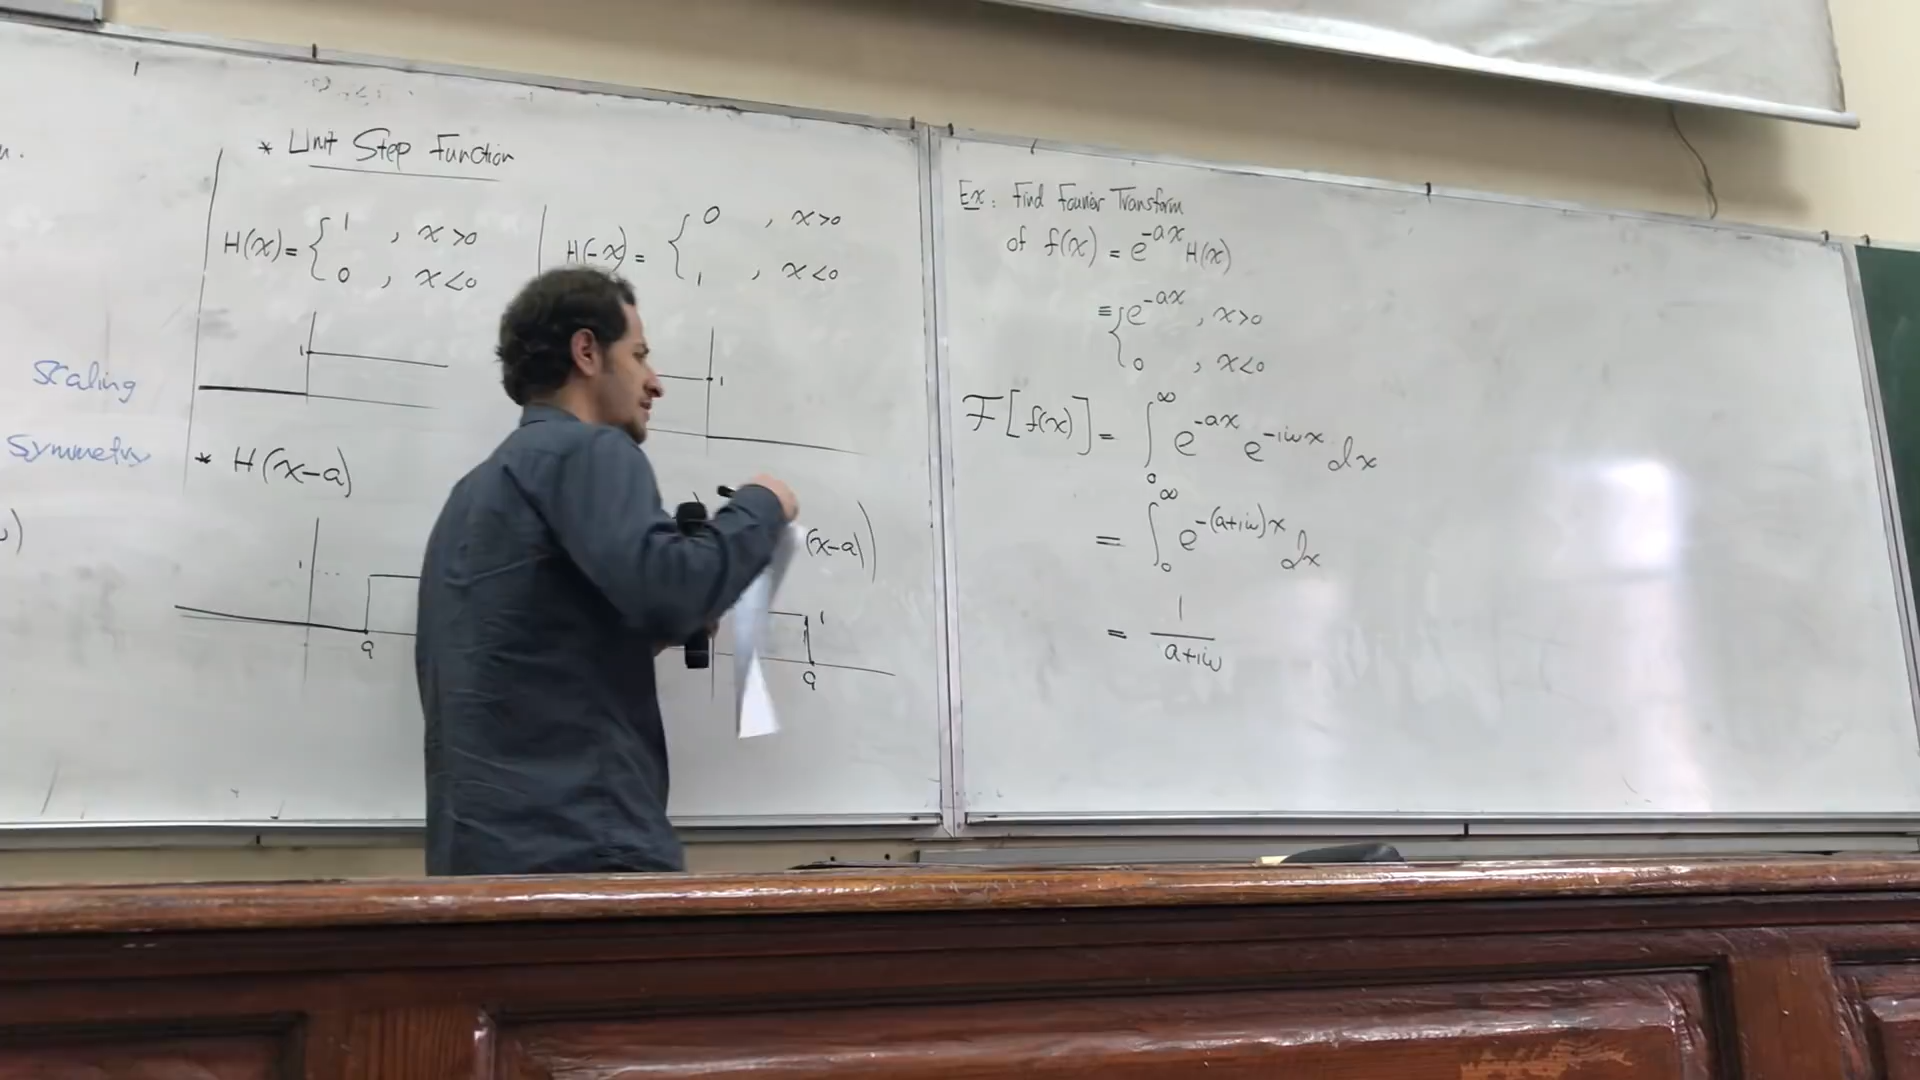 * Unit Step Function
H(x) = { 1 , x>0
0 , x<0
H(-x) = { 0 , x>0
1 , x<0
1
1
Scaling
Symmetry
* H(x-a)
(x-a))
1
a
1
a
Ex: Find Fourier Transform
of f(x) = e^{-ax} H(x)
≡ { e^{-ax} , x>0
0 , x<0
F[f(x)] = ∫_0^∞ e^{-ax} e^{-iωx} dx
= ∫_0^∞ e^{-(a+iω)x} dx
= 1/(a+iω)